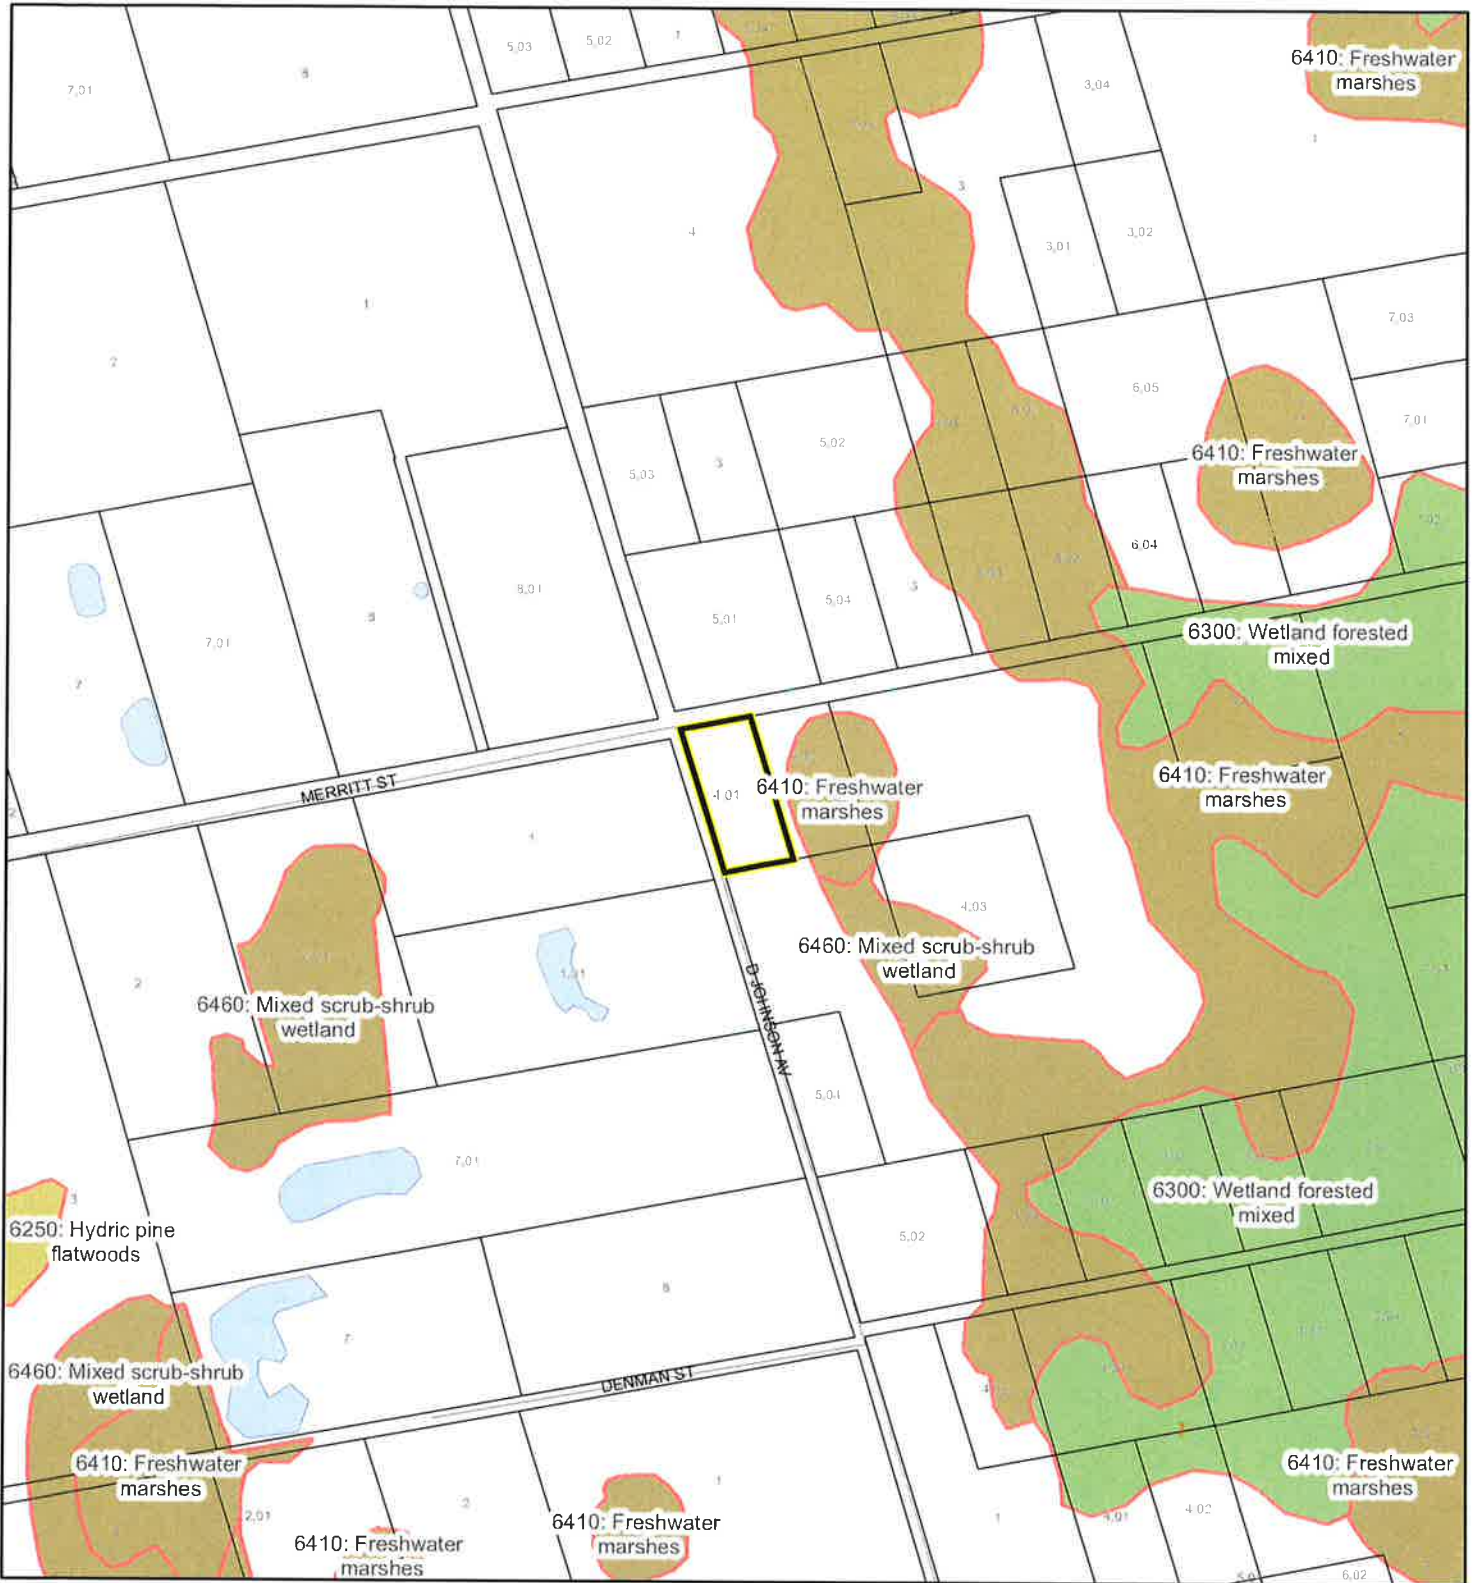 5,03
5,02
1
8
7,01
3,04
6410: Freshwater
marshes
1
3
4
3,01
3,02
1
2
7,03
6,05
7,01
5,02
3
5,03
6410: Freshwater
marshes
6,04
8,01
8
7,01
5,01
5,04
6300: Wetland forested
mixed
MERRITT ST
4,01
6410: Freshwater
marshes
6410: Freshwater
marshes
1
4,03
6460: Mixed scrub-shrub
wetland
2
6460: Mixed scrub-shrub
wetland
D JOHNSON AV
5,04
7,01
6300: Wetland forested
mixed
3
6250: Hydric pine
flatwoods
5,02
8
7
6460: Mixed scrub-shrub
wetland
DENMAN ST
6410: Freshwater
marshes
6410: Freshwater
marshes
2,01
2
1
1
4,01
4,02
6410: Freshwater
marshes
6410: Freshwater
marshes
6,02